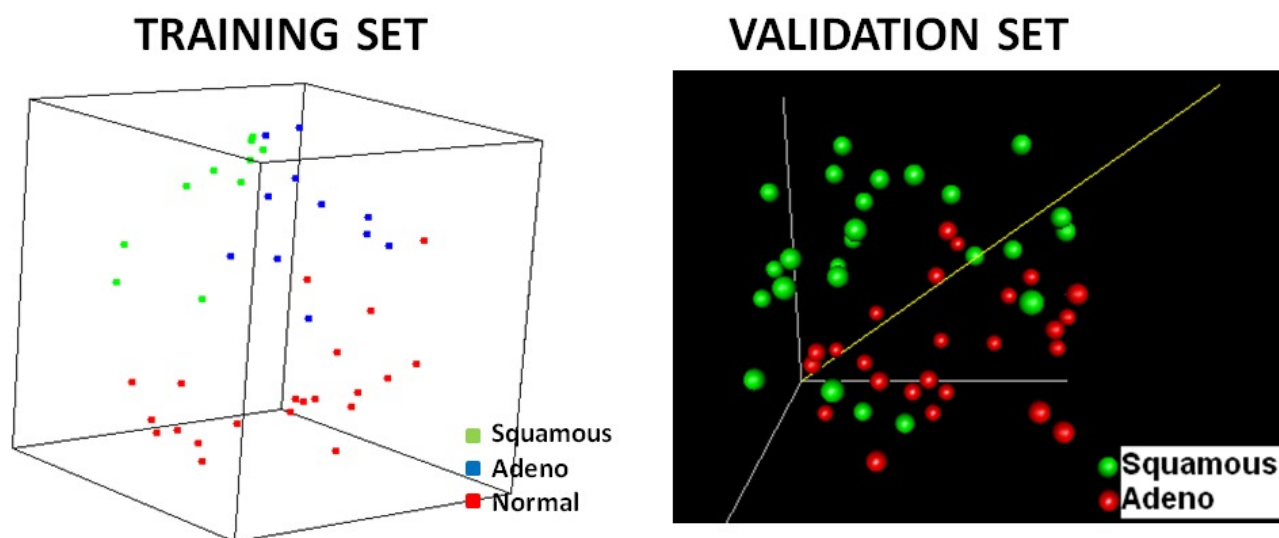 TRAINING SET
VALIDATION SET
Squamous
Adeno
Normal
Squamous
Adeno